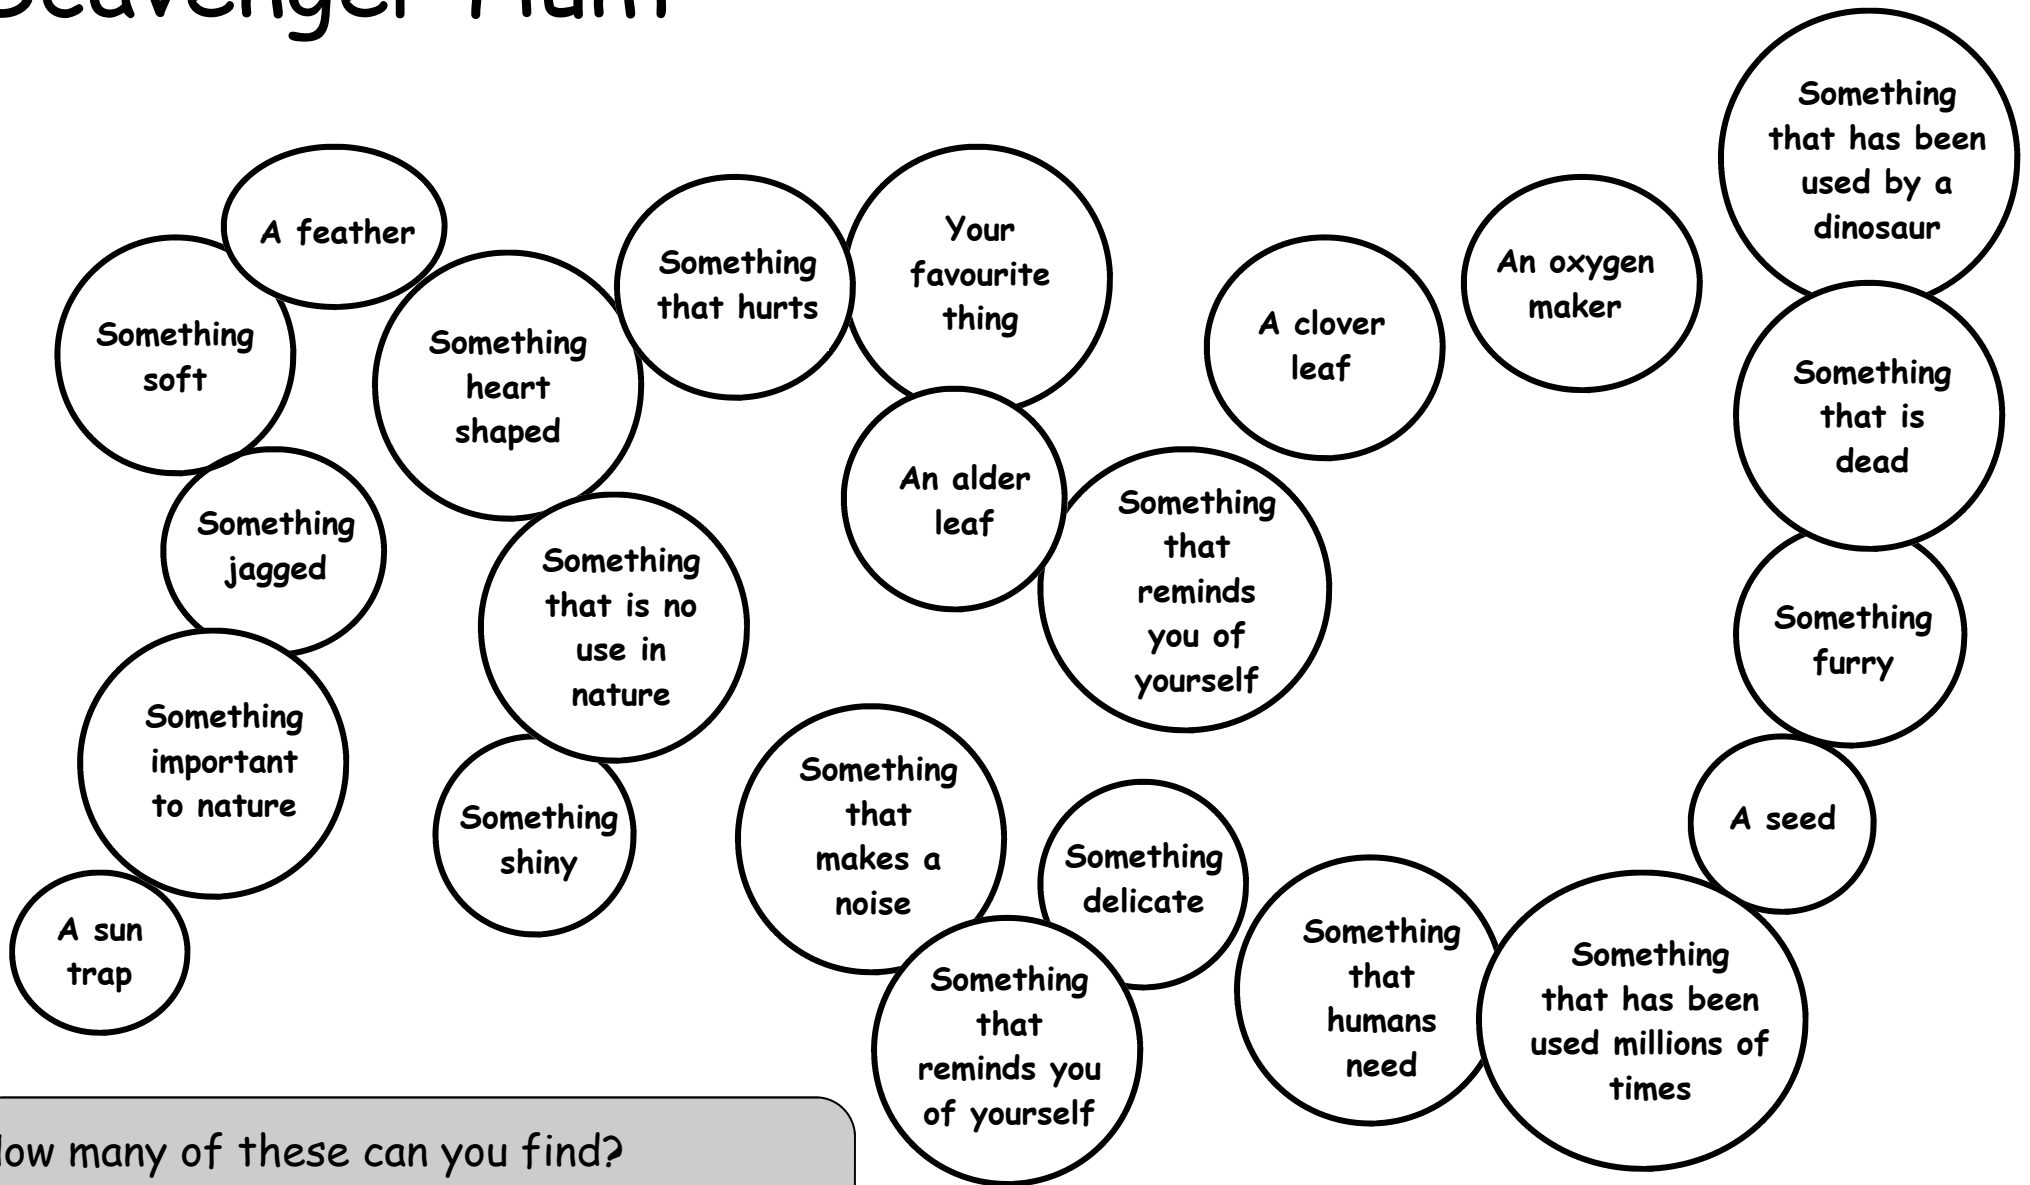 Scavenger Hunt
A feather
Something
soft
Something
jagged
Something
important
to nature
A sun
trap
Something
heart
shaped
Something
that is no
use in
nature
Something
shiny
Something
that hurts
Your
favourite
thing
An alder
leaf
Something
that
reminds
you of
yourself
A clover
leaf
An oxygen
maker
Something
that has been
used by a
dinosaur
Something
that is
dead
Something
furry
A seed
Something
that has been
used millions of
times
Something
that
humans
need
Something
delicate
Something
that
makes a
noise
Something
that
reminds you
of yourself
How many of these can you find?